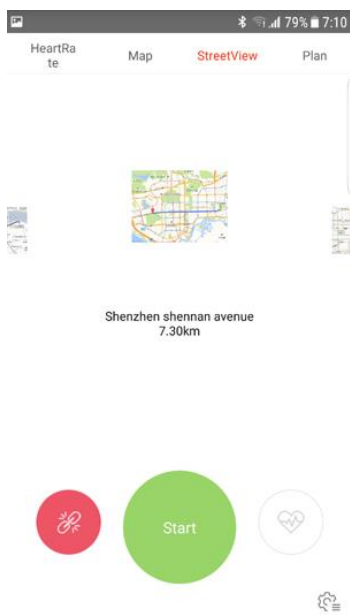 79% 7:10
HeartRa
te
Map
StreetView
Plan
Shenzhen shennan avenue
7.30km
Start